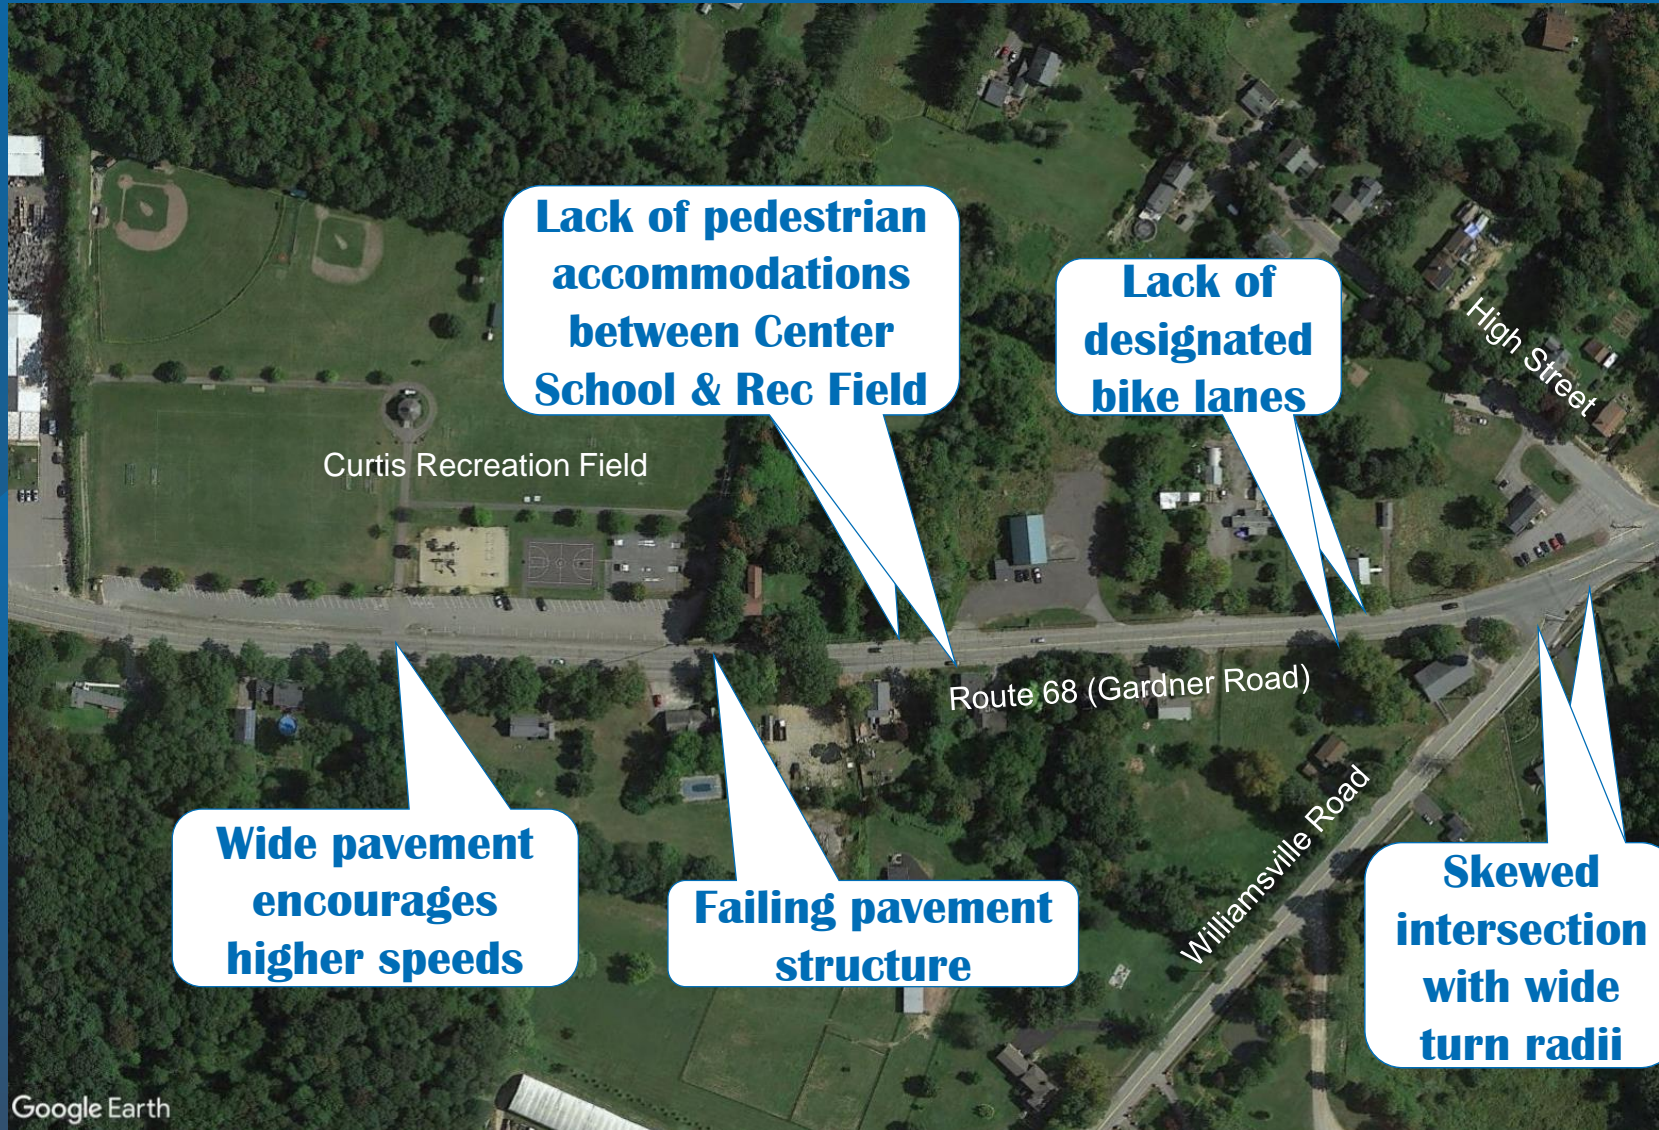 Lack of pedestrian
accommodations
between Center
School & Rec Field
Lack of
designated
bike lanes
High Street
Curtis Recreation Field
Route 68 (Gardner Road)
Williamsville Road
Wide pavement
encourages
higher speeds
Failing pavement
structure
Skewed
intersection
with wide
turn radii
Google Earth